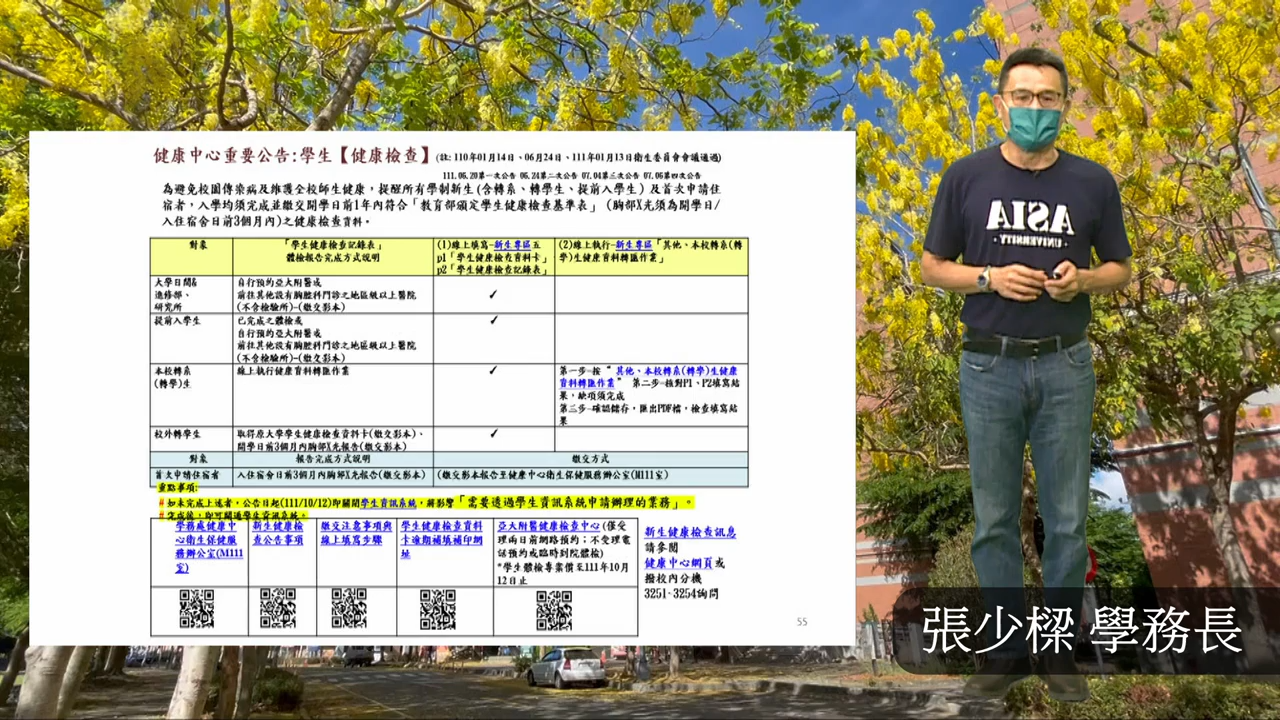 健康中心重要公告:學生【健康檢查】(註: 110年01月14日、06月24日、111年01月13日衛生委員會會議通過)
111.05.20第一次公告 06.24第二次公告 07.04第三次公告 07.06第四次公告
為避免校園傳染病及維護全校師生健康，提醒所有學制新生(含轉系、轉學生、提前入學生)及首次申請住
宿者，入學均須完成並繳交開學日前1年內符合「教育部頒定學生健康檢查基準表」(胸部X光須為開學日/
入住宿舍日前3個月內)之健康檢查資料。
對象
「學生健康檢查記錄表」
體檢報告完成方式說明
(1)線上填寫-新生專區五
p1「學生健康檢查資料卡」
p2「學生健康檢查記錄表」
(2)線上執行-新生專區「其他、本校轉系(轉
學)生健康資料轉匯作業」
大學日間&
進修部、
研究所
自行預約亞大附醫或
前往其他設有胸腔科門診之地區級以上醫院
(不含檢驗所)-(繳交影本)
✓
提前入學生
已完成之體檢或
自行預約亞大附醫或
前往其他設有胸腔科門診之地區級以上醫院
(不含檢驗所)-(繳交影本)
✓
本校轉系
(轉學)生
線上執行健康資料轉匯作業
✓
第一步-按“其他、本校轉系(轉學)生健康
資料轉匯作業” 第二步-核對P1、P2填寫結
果，缺項須完成
第三步-確認儲存，匯出PDF檔，檢查填寫結
果
校外轉學生
取得原大學學生健康檢查資料卡(繳交影本)、
開學日前3個月內胸部X光報告(繳交影本)
✓
對象
報告完成方式說明
繳交方式
首次申請住宿者
入住宿舍日前3個月內胸部X光報告(繳交影本)
(繳交影本報告至健康中心衛生保健服務辦公室(M111室)
重點事項:
# 如未完成上述者，公告日起(111/10/12)即關閉學生資訊系統，將影響「需要透過學生資訊系統申請辦理的業務」。
# 完成後，即可開通學生資訊系統。
學務處健康中
心衛生保健服
務辦公室(M111
室)
新生健康檢
查公告事項
繳交注意事項與
線上填寫步驟
學生健康檢查資料
卡逾期補填補印網
址
亞大附醫健康檢查中心(僅受
理兩日前網路預約；不受理電
話預約或臨時到院體檢)
*學生體檢專案價至111年10月
12日止
新生健康檢查訊息
請參閱
健康中心網頁或
撥校內分機
3251-3254詢問
55
ASIA
UNIVERSITY
張少樑 學務長